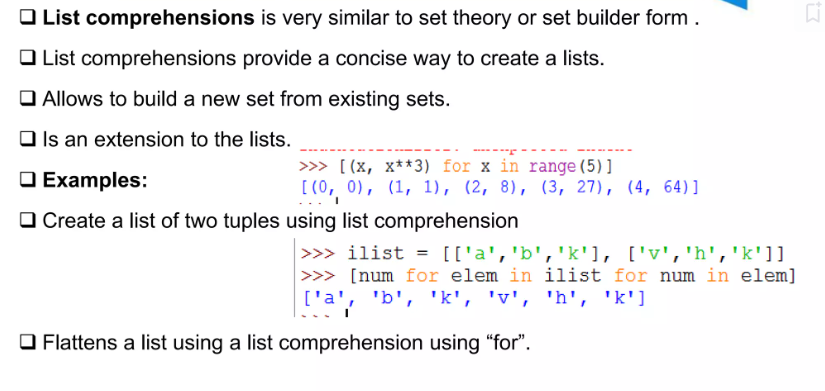 ❑ List comprehensions is very similar to set theory or set builder form .
❑ List comprehensions provide a concise way to create a lists.
❑ Allows to build a new set from existing sets.
❑ Is an extension to the lists.
>>> [(x, x**3) for x in range(5)]
[(0, 0), (1, 1), (2, 8), (3, 27), (4, 64)]
❑ Examples:
❑ Create a list of two tuples using list comprehension
>>> ilist = [['a','b','k'], ['v','h','k']]
>>> [num for elem in ilist for num in elem]
['a', 'b', 'k', 'v', 'h', 'k']
❑ Flattens a list using a list comprehension using “for”.